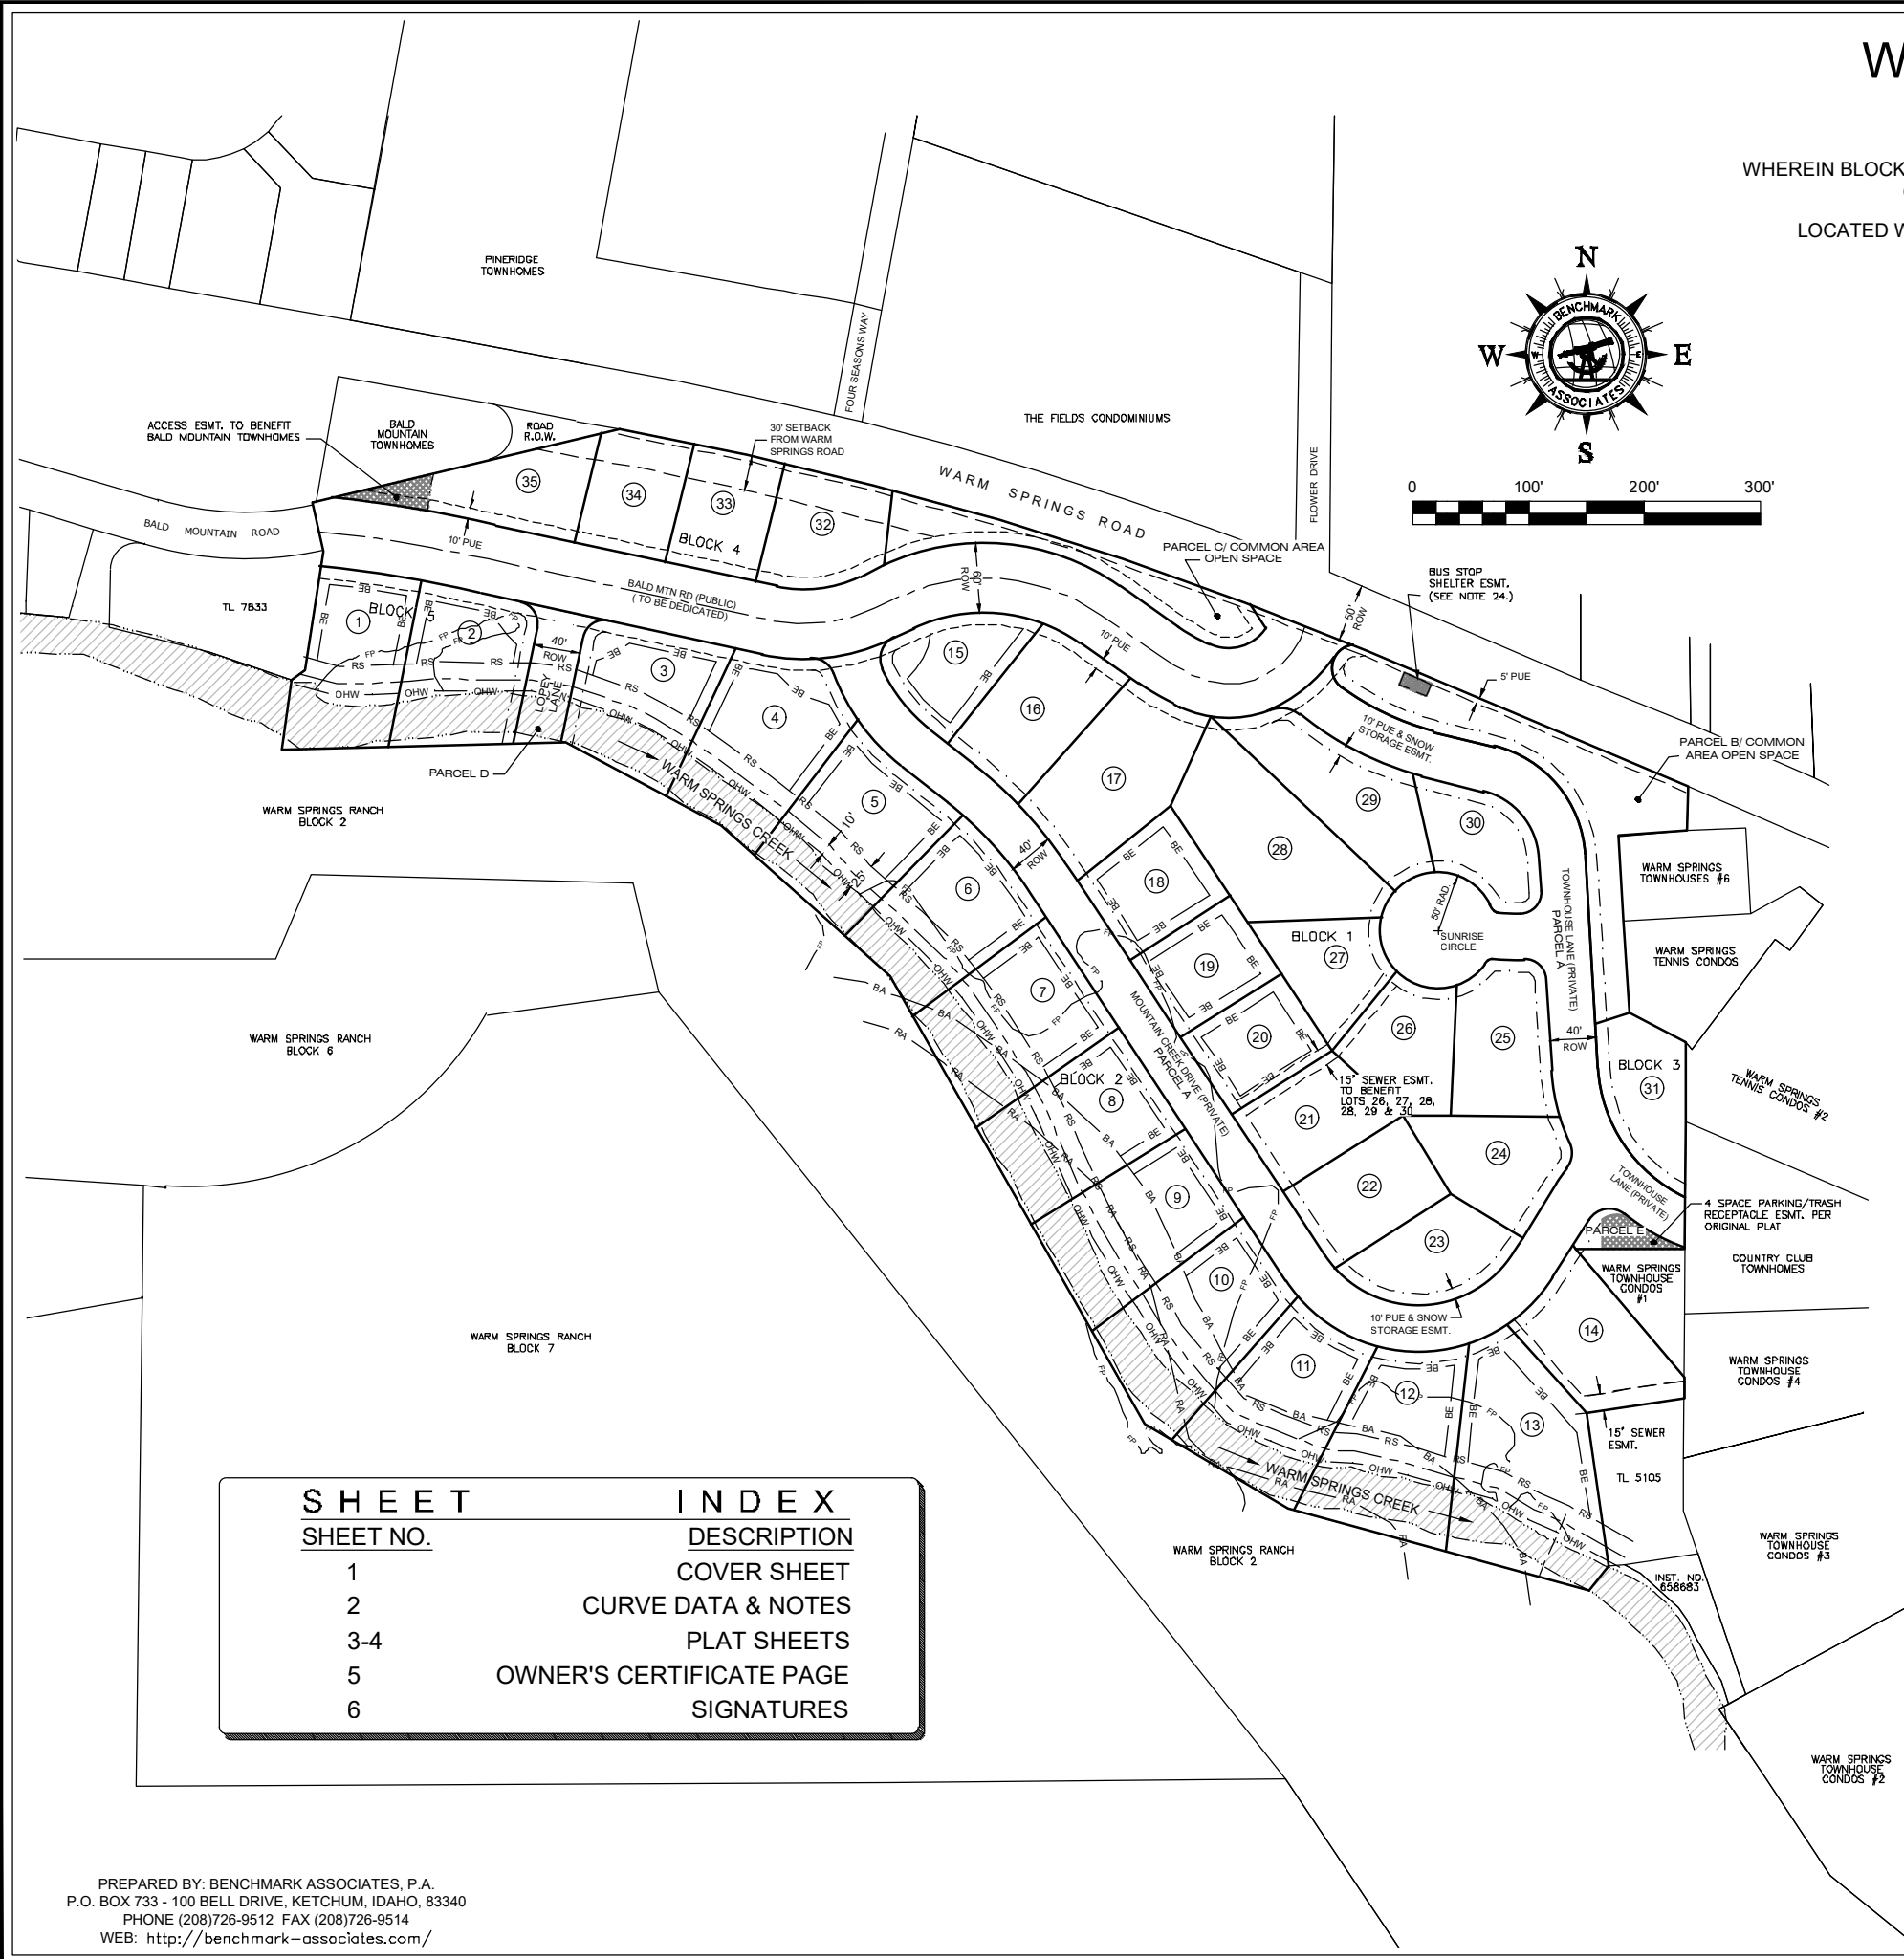 W
WHEREIN BLOCK
LOCATED W
N
W
E
S
BENCHMARK
ASSOCIATES
0 100' 200' 300'
PINERIDGE
TOWNHOMES
FOUR SEASONS WAY
THE FIELDS CONDOMINIUMS
FLOWER DRIVE
ACCESS ESMT. TO BENEFIT
BALD MOUNTAIN TOWNHOMES
BALD
MOUNTAIN
TOWNHOMES
ROAD
R.O.W.
30' SETBACK
FROM WARM
SPRINGS ROAD
WARM SPRINGS ROAD
35
34
33
32
BLOCK 4
BALD MOUNTAIN ROAD
10' PUE
BALD MTN RD (PUBLIC)
( TO BE DEDICATED)
60'
ROW
PARCEL C/ COMMON AREA
OPEN SPACE
50'
ROW
BUS STOP
SHELTER ESMT.
(SEE NOTE 24.)
5' PUE
PARCEL B/ COMMON
AREA OPEN SPACE
TL 7833
BLOCK 5
1
2
40'
ROW
LOPEY
LANE
3
4
PARCEL D
WARM SPRINGS RANCH
BLOCK 2
WARM SPRINGS CREEK
10'
25'
5
6
7
BLOCK 2
8
9
10
11
12
13
14
15
16
10' PUE
17
40'
ROW
18
19
20
21
22
23
24
25
26
BLOCK 1
27
28
29
30
10' PUE & SNOW
STORAGE ESMT.
50' RAD.
SUNRISE
CIRCLE
TOWNHOUSE LANE (PRIVATE)
PARCEL A
40'
ROW
MOUNTAIN CREEK DRIVE (PRIVATE)
PARCEL A
15' SEWER ESMT.
TO BENEFIT
LOTS 26, 27, 28,
28, 29 & 30
BLOCK 3
31
WARM SPRINGS
TOWNHOUSES #6
WARM SPRINGS
TENNIS CONDOS
WARM SPRINGS
TENNIS CONDOS #2
TOWNHOUSE
LANE (PRIVATE)
4 SPACE PARKING/TRASH
RECEPTACLE ESMT. PER
ORIGINAL PLAT
PARCEL E
COUNTRY CLUB
TOWNHOMES
WARM SPRINGS
TOWNHOUSE
CONDOS
#1
10' PUE & SNOW
STORAGE ESMT.
WARM SPRINGS
TOWNHOUSE
CONDOS #4
15' SEWER
ESMT.
TL 5105
WARM SPRINGS CREEK
WARM SPRINGS RANCH
BLOCK 2
WARM SPRINGS
TOWNHOUSE
CONDOS #3
INST. NO.
658683
WARM SPRINGS
TOWNHOUSE
CONDOS #2
WARM SPRINGS RANCH
BLOCK 6
WARM SPRINGS RANCH
BLOCK 7
SHEET INDEX
SHEET NO. DESCRIPTION
1 COVER SHEET
2 CURVE DATA & NOTES
3-4 PLAT SHEETS
5 OWNER'S CERTIFICATE PAGE
6 SIGNATURES
PREPARED BY: BENCHMARK ASSOCIATES, P.A.
P.O. BOX 733 - 100 BELL DRIVE, KETCHUM, IDAHO, 83340
PHONE (208)726-9512 FAX (208)726-9514
WEB: http://benchmark-associates.com/